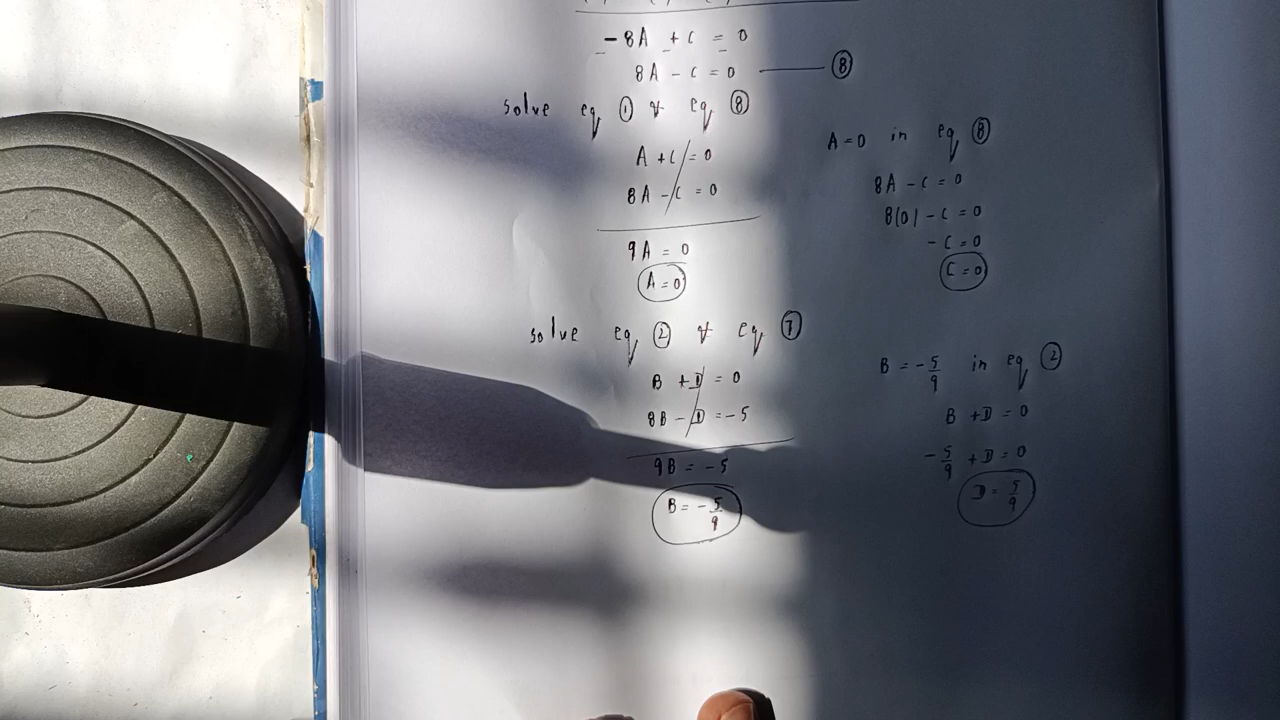 -8A + C = 0
8A - C = 0 ⑧
solve eq ① & eq ⑧
A + C = 0
8A - C = 0
9A = 0
A = 0
A = 0 in eq ⑧
8A - C = 0
8(0) - C = 0
- C = 0
C = 0
solve eq ② & eq ⑦
B + D = 0
8B - D = -5
9B = -5
B = -5/9
B = -5/9 in eq ②
B + D = 0
-5/9 + D = 0
D = 5/9